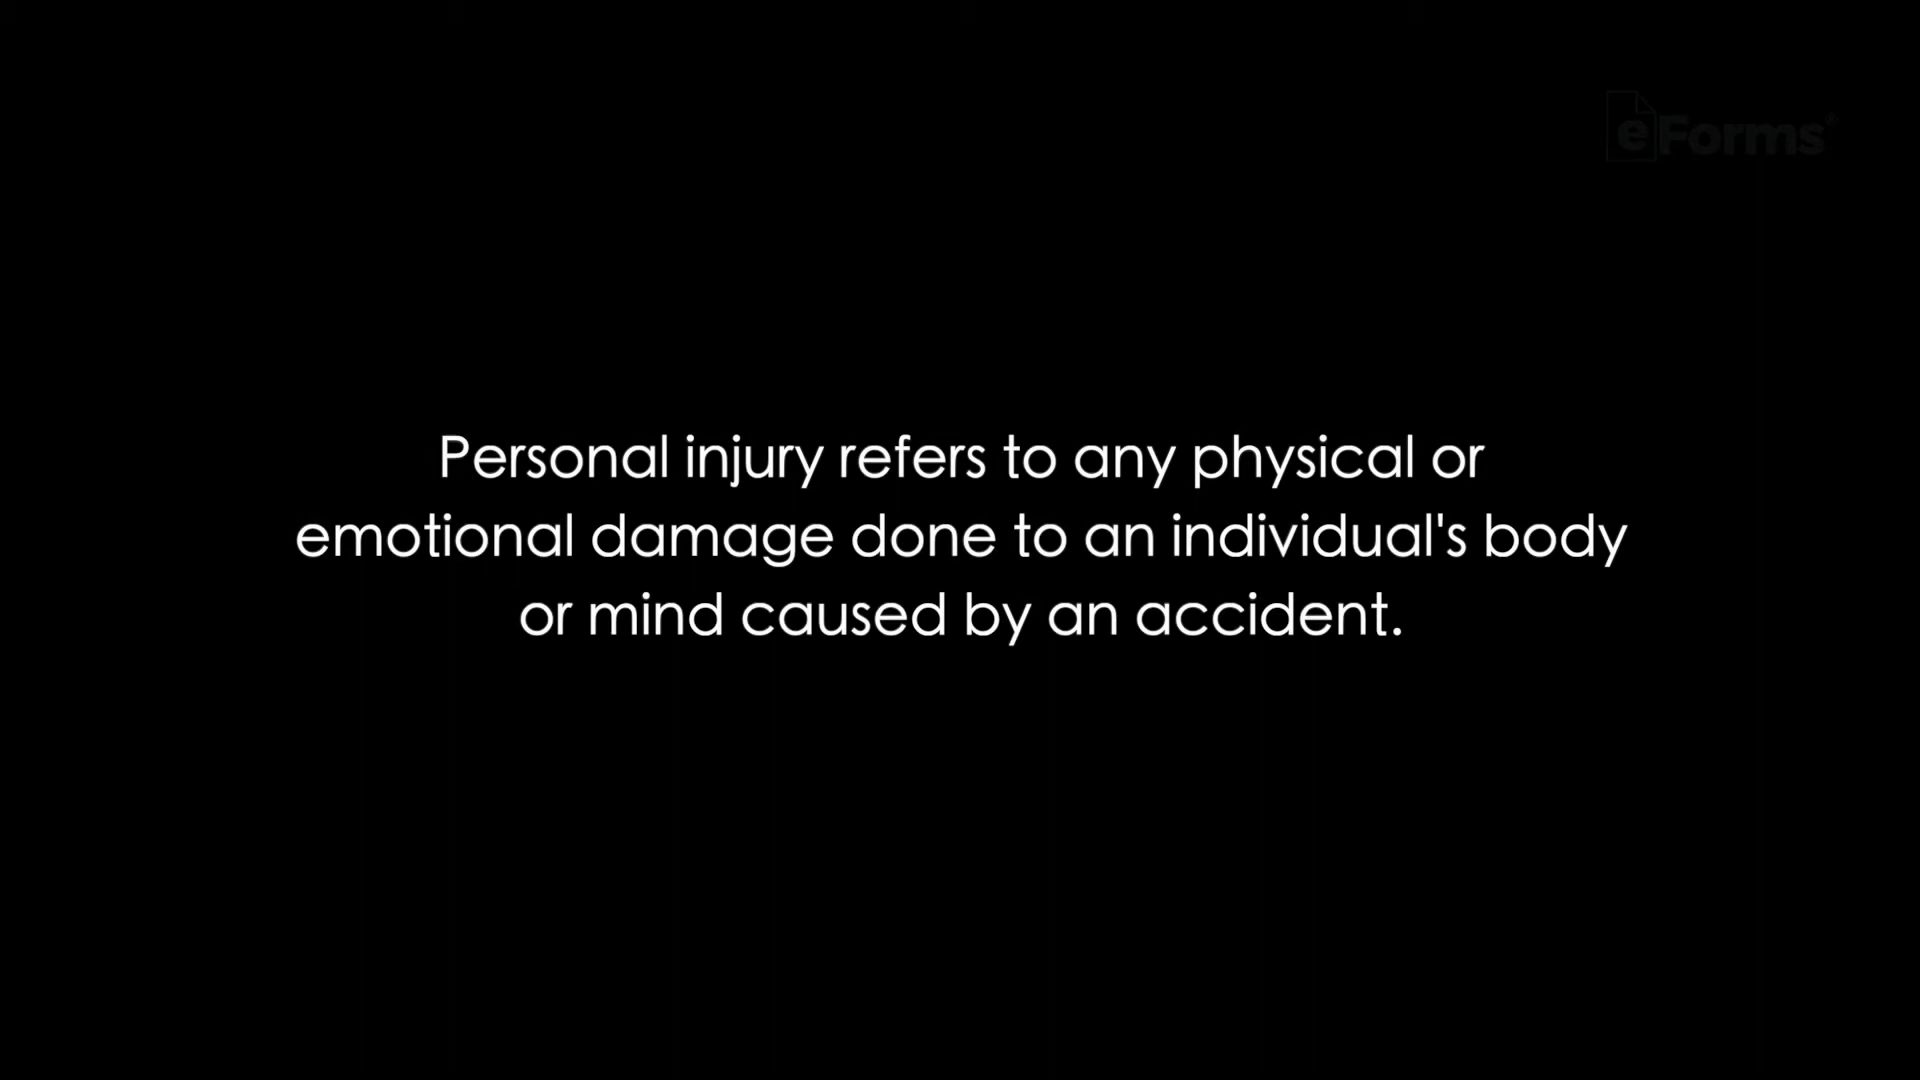 eForms®
Personal injury refers to any physical or
emotional damage done to an individual's body
or mind caused by an accident.